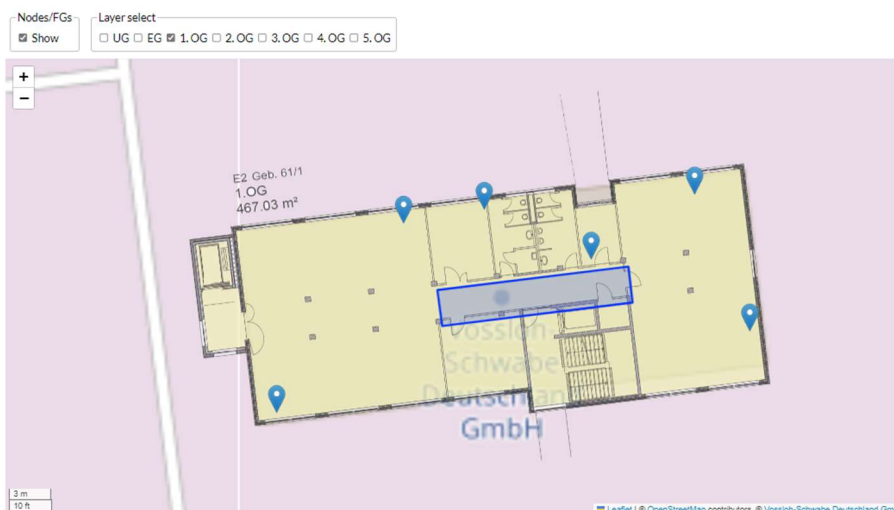 Nodes/FGs
Show
Layer select
UG EG 1. OG 2. OG 3. OG 4. OG 5. OG
+
−
E2 Geb. 61/1
1.OG
467.03 m²
Vossloh-
Schwabe
Deutschland
GmbH
3 m
10 ft
Leaflet | © OpenStreetMap contributors, © Vossloh-Schwabe Deutschland